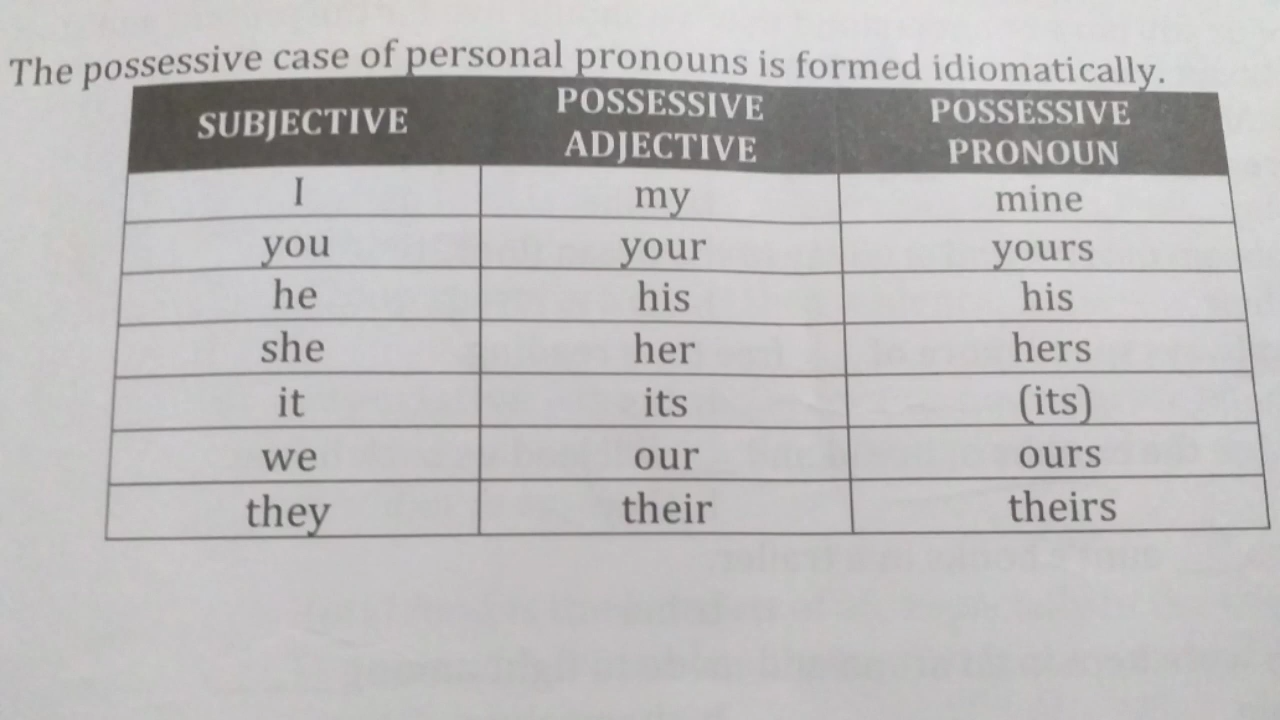 The possessive case of personal pronouns is formed idiomatically.
SUBJECTIVE POSSESSIVE ADJECTIVE POSSESSIVE PRONOUN
I my mine
you your yours
he his his
she her hers
it its (its)
we our ours
they their theirs